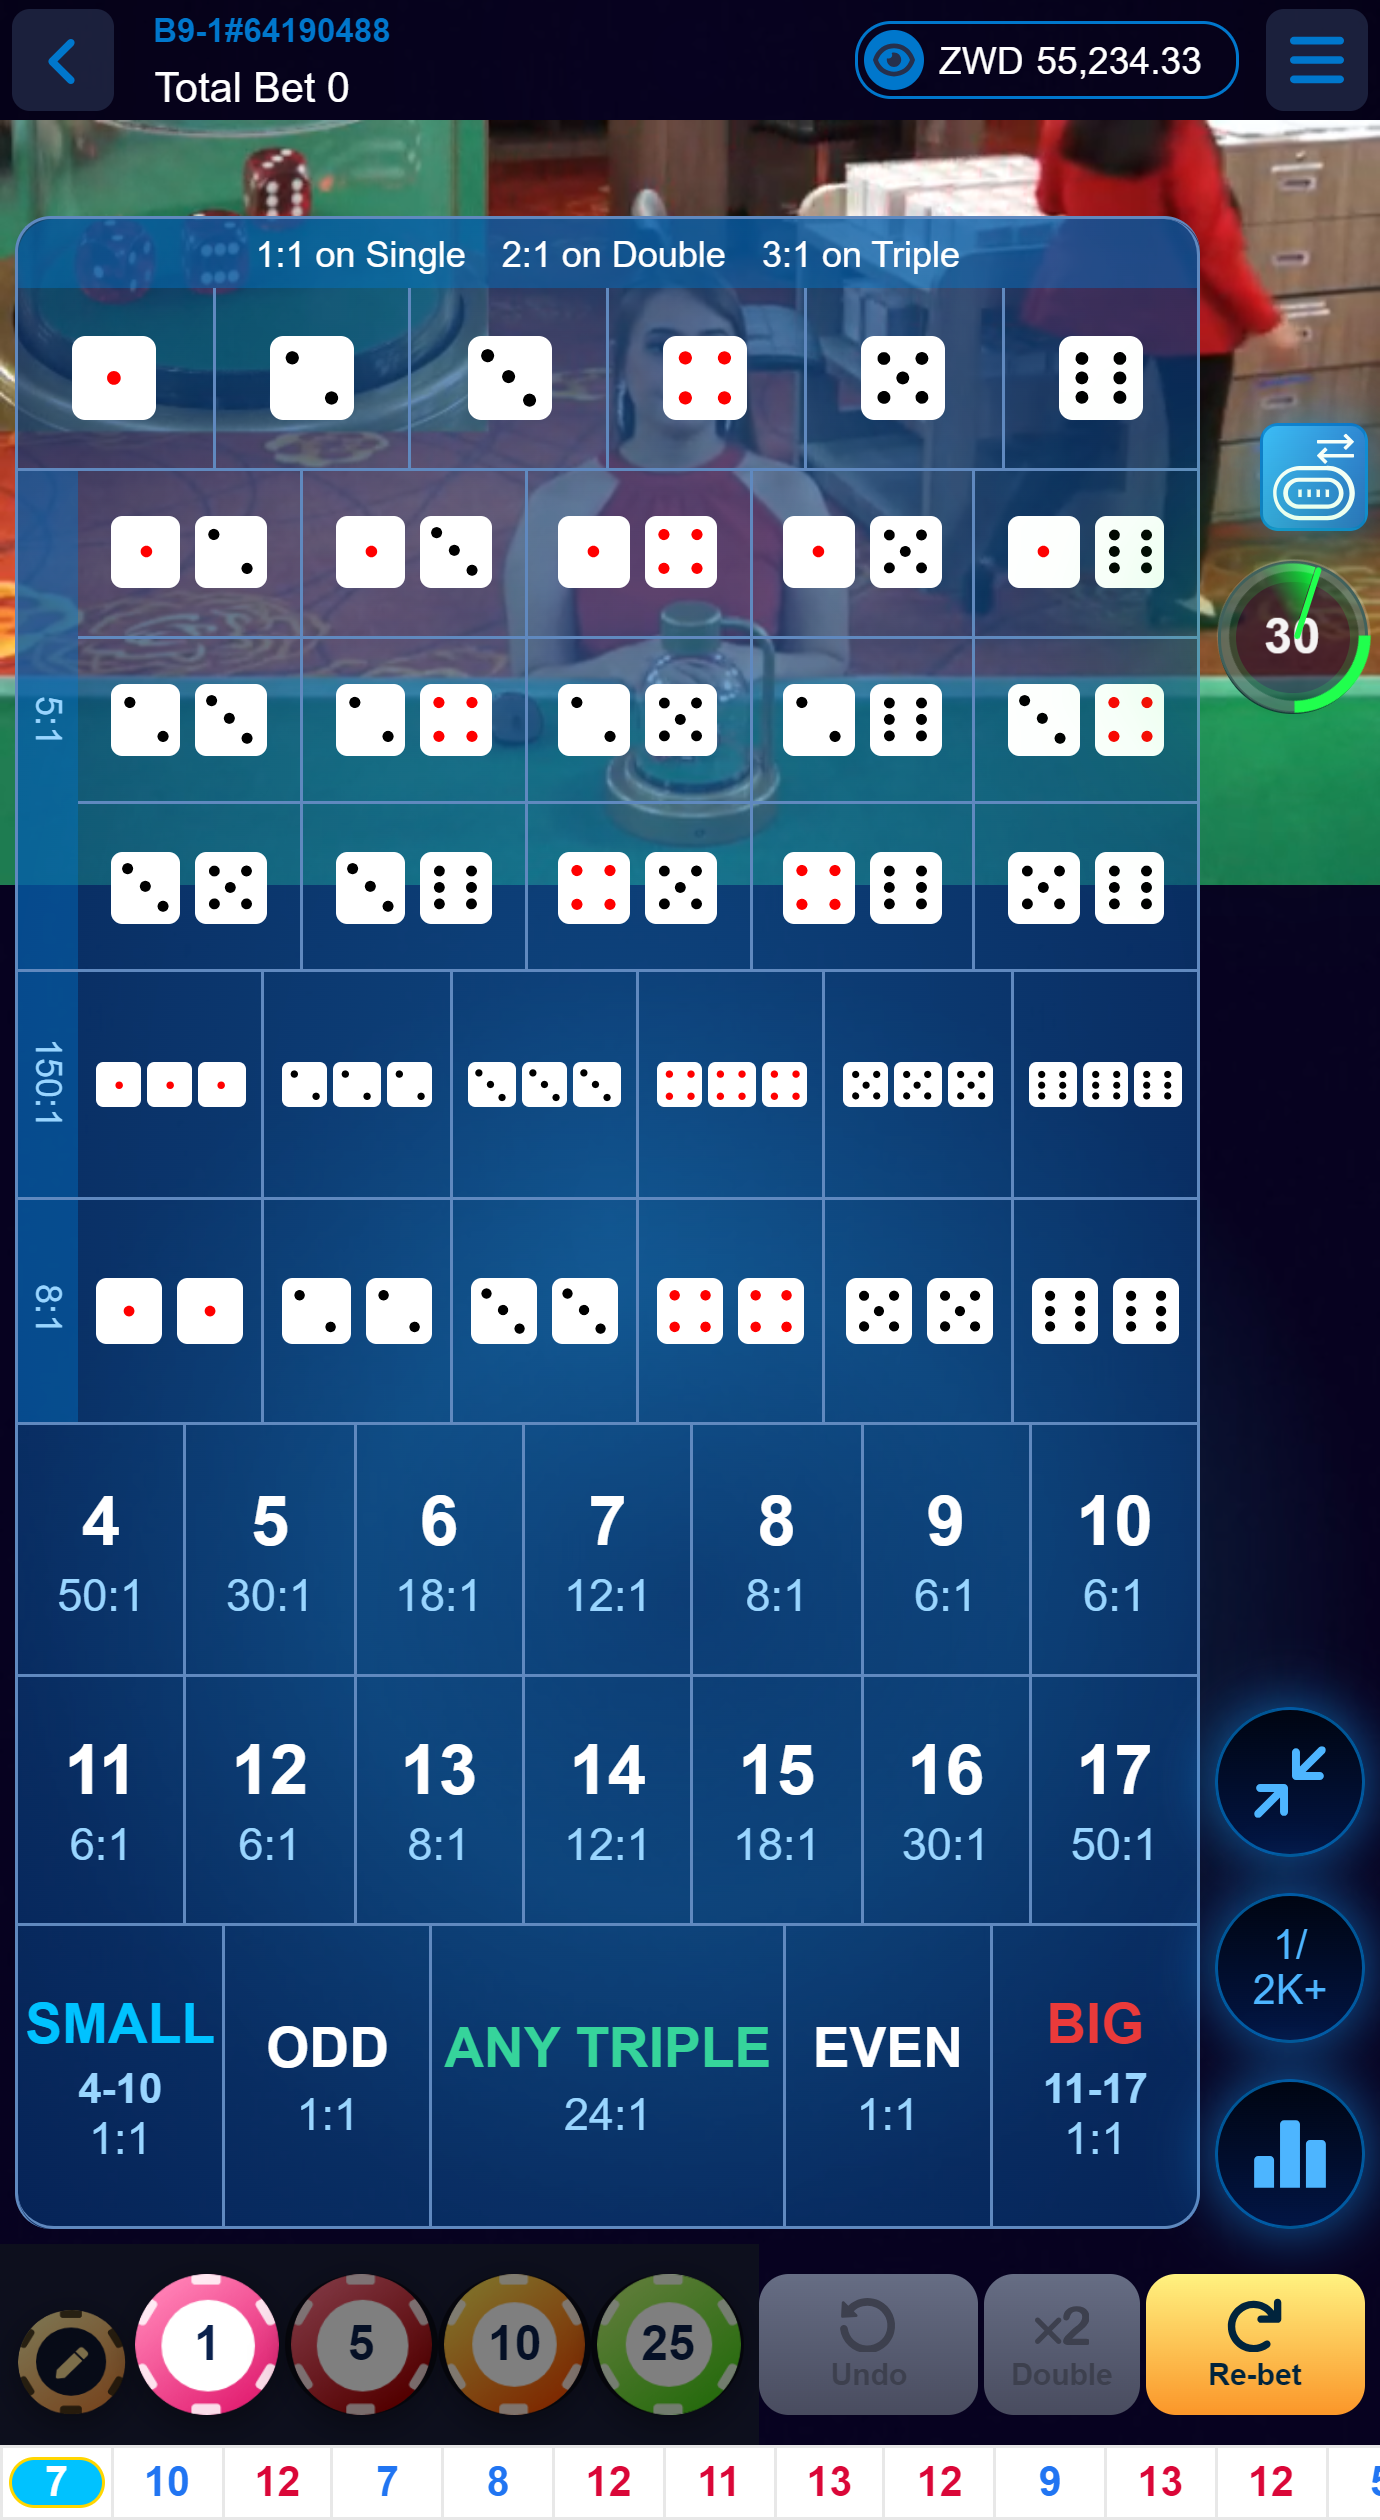 B9-1#64190488
Total Bet 0
ZWD 55,234.33
1:1 on Single 2:1 on Double 3:1 on Triple
30
5:1
150:1
8:1
4 5 6 7 8 9 10
50:1 30:1 18:1 12:1 8:1 6:1 6:1
11 12 13 14 15 16 17
6:1 6:1 8:1 12:1 18:1 30:1 50:1
1/
2K+
SMALL
4-10
1:1
ODD
1:1
ANY TRIPLE
24:1
EVEN
1:1
BIG
11-17
1:1
1 5 10 25
Undo
x2
Double
Re-bet
7 10 12 7 8 12 11 13 12 9 13 12